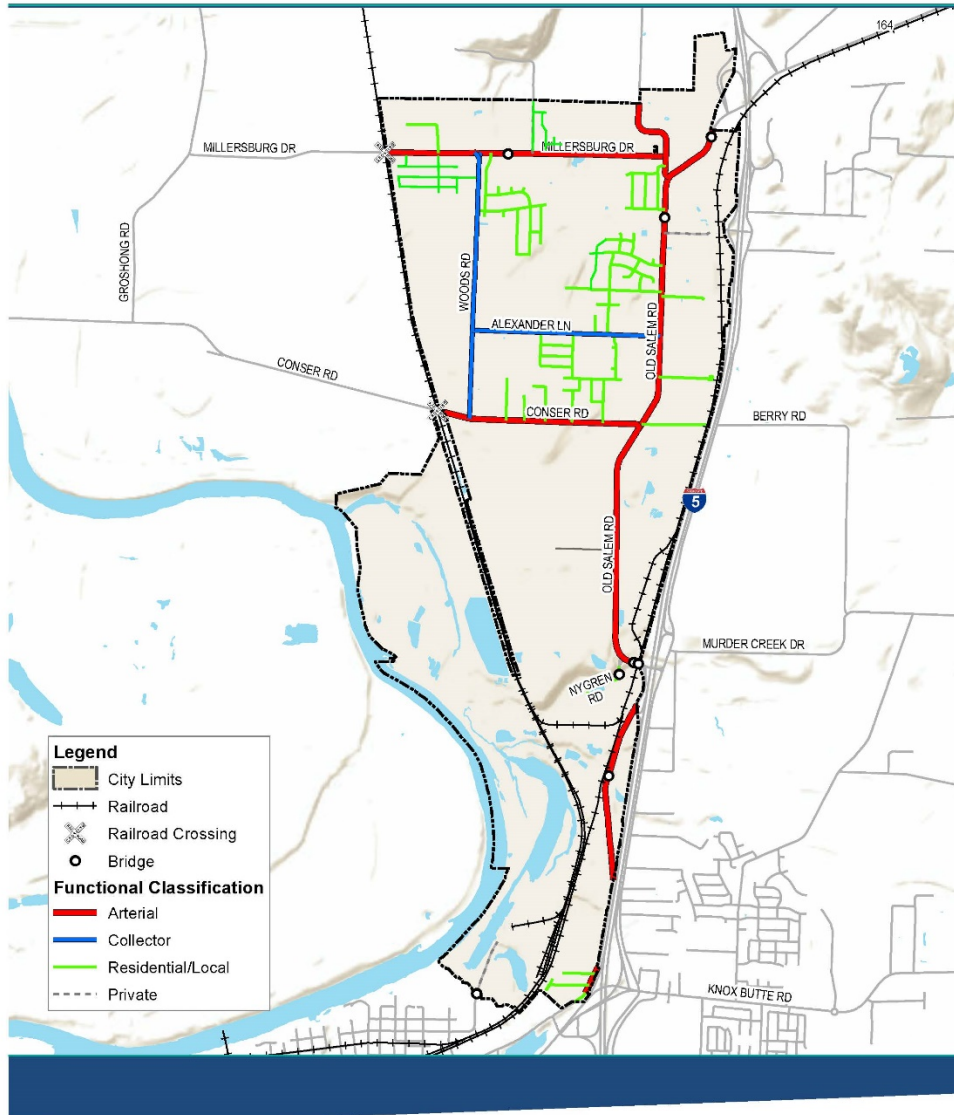 164
MILLERSBURG DR
MILLERSBURG DR
GROSHONG RD
WOODS RD
ALEXANDER LN
OLD SALEM RD
CONSER RD
CONSER RD
BERRY RD
5
OLD SALEM RD
MURDER CREEK DR
NYGREN
RD
KNOX BUTTE RD
Legend
City Limits
Railroad
Railroad Crossing
Bridge
Functional Classification
Arterial
Collector
Residential/Local
Private